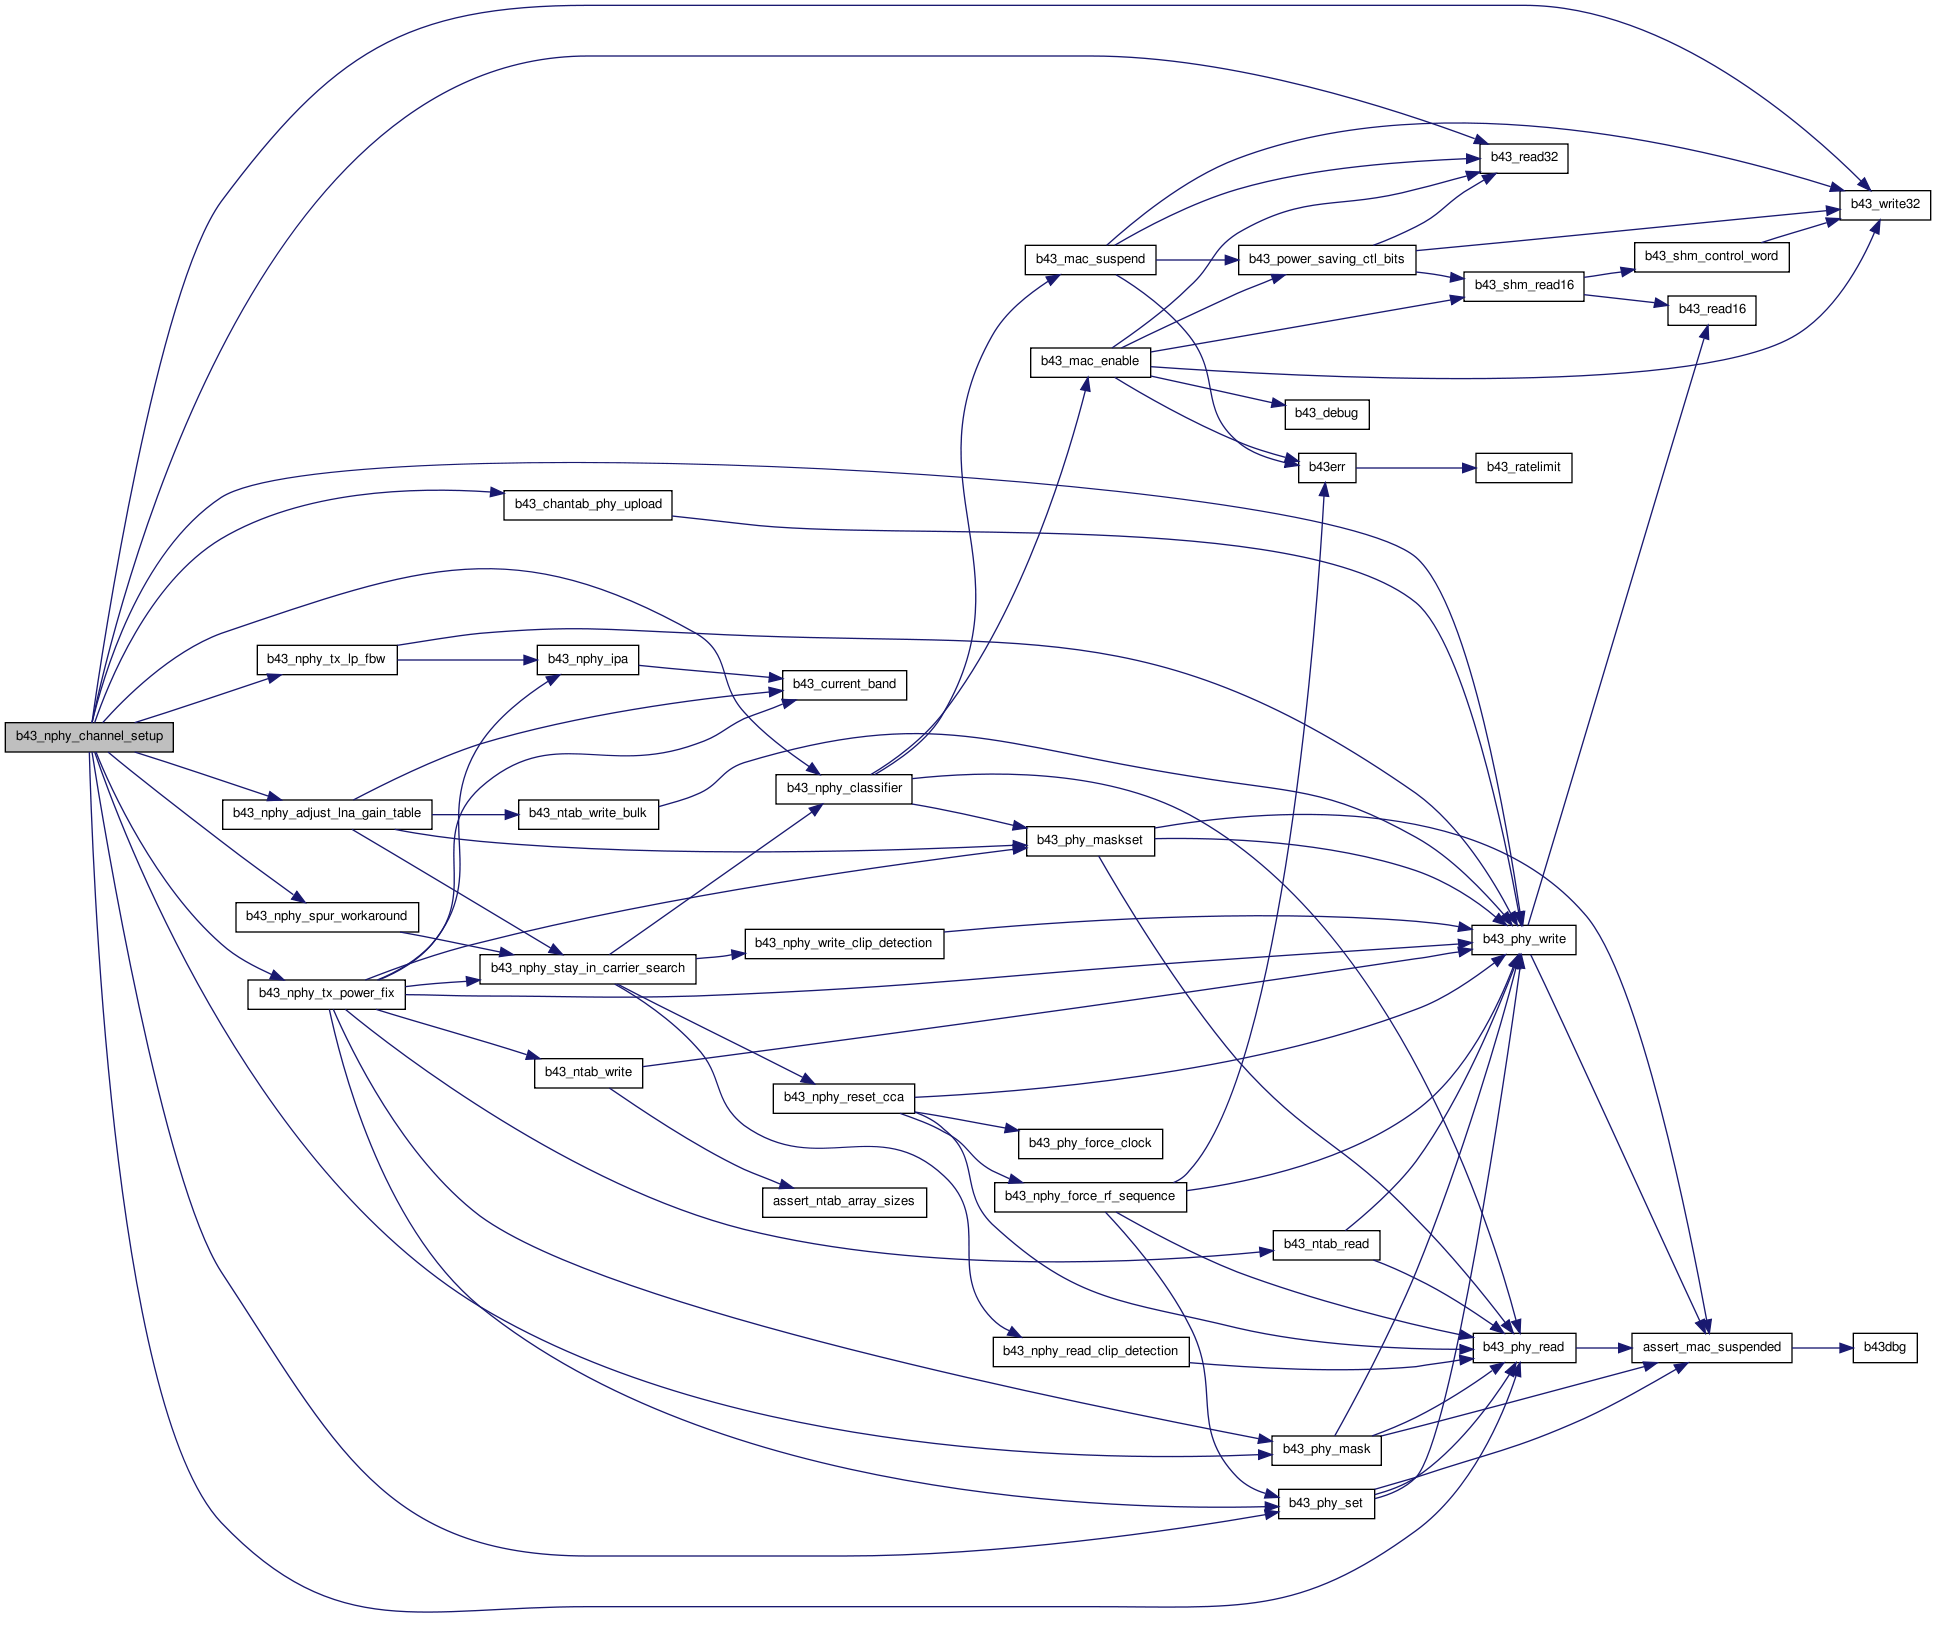 b43_read32
b43_write32
b43_mac_suspend
b43_power_saving_ctl_bits
b43_shm_control_word
b43_shm_read16
b43_read16
b43_mac_enable
b43_debug
b43err
b43_ratelimit
b43_chantab_phy_upload
b43_nphy_tx_lp_fbw
b43_nphy_ipa
b43_current_band
b43_nphy_channel_setup
b43_nphy_adjust_lna_gain_table
b43_ntab_write_bulk
b43_nphy_classifier
b43_phy_maskset
b43_nphy_spur_workaround
b43_nphy_write_clip_detection
b43_phy_write
b43_nphy_stay_in_carrier_search
b43_nphy_tx_power_fix
b43_ntab_write
b43_nphy_reset_cca
b43_phy_force_clock
assert_ntab_array_sizes
b43_nphy_force_rf_sequence
b43_ntab_read
b43_nphy_read_clip_detection
b43_phy_read
assert_mac_suspended
b43dbg
b43_phy_mask
b43_phy_set